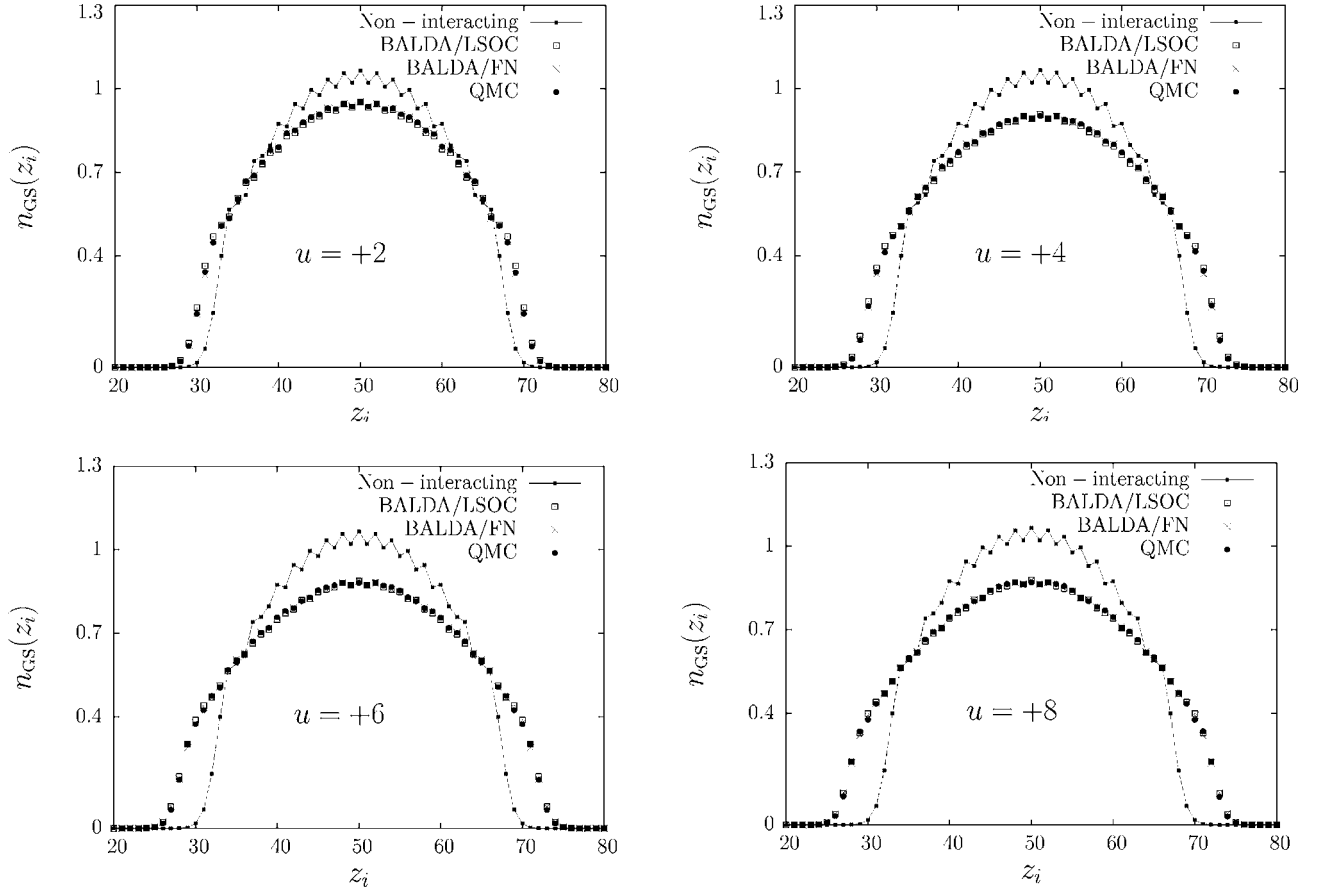 1.3
1
0.7
0.4
0
n_GS(z_i)
Non − interacting
BALDA/LSOC
BALDA/FN
QMC
u = +2
20 30 40 50 60 70 80
z_i
1.3
1
0.7
0.4
0
n_GS(z_i)
Non − interacting
BALDA/LSOC
BALDA/FN
QMC
u = +4
20 30 40 50 60 70 80
z_i
1.3
1
0.7
0.4
0
n_GS(z_i)
Non − interacting
BALDA/LSOC
BALDA/FN
QMC
u = +6
20 30 40 50 60 70 80
z_i
1.3
1
0.7
0.4
0
n_GS(z_i)
Non − interacting
BALDA/LSOC
BALDA/FN
QMC
u = +8
20 30 40 50 60 70 80
z_i